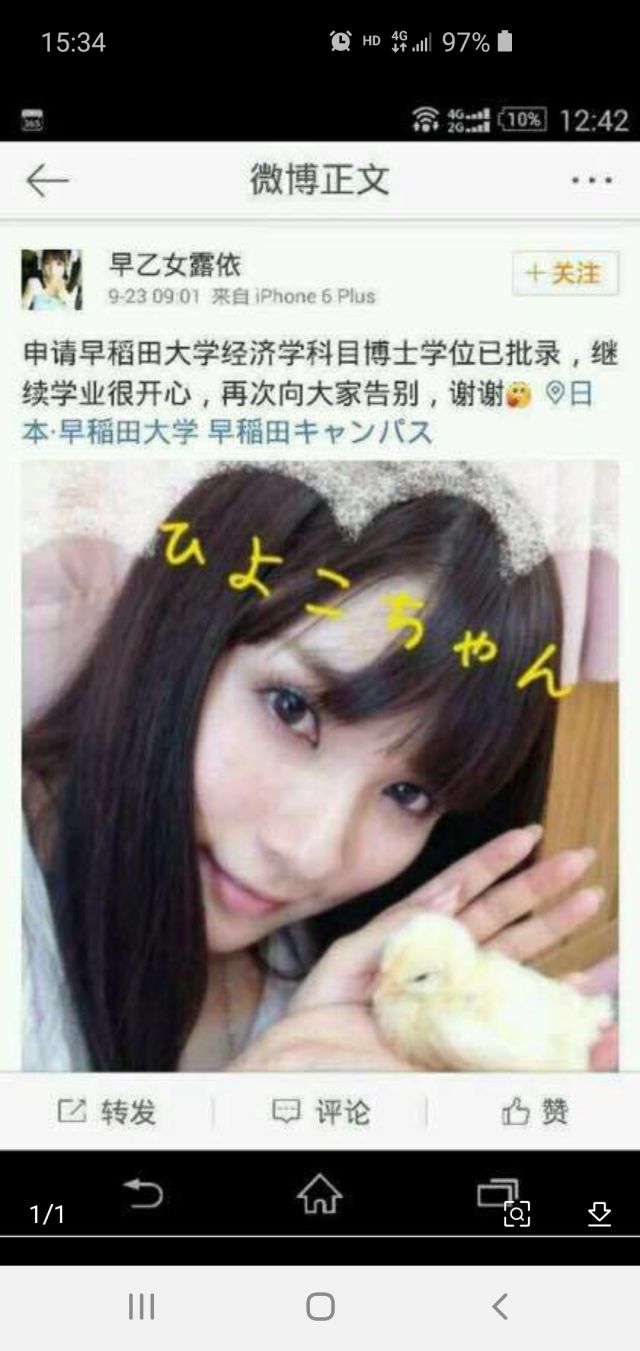 15:34 HD 4G 97%
365 4G 2G 10% 12:42
微博正文
早乙女露依
+关注
9-23 09:01 来自 iPhone 6 Plus
申请早稻田大学经济学科目博士学位已批录，继
续学业很开心，再次向大家告别，谢谢 日
本·早稲田大学 早稲田キャンパス
ひよこちゃん
转发 评论 赞
1/1